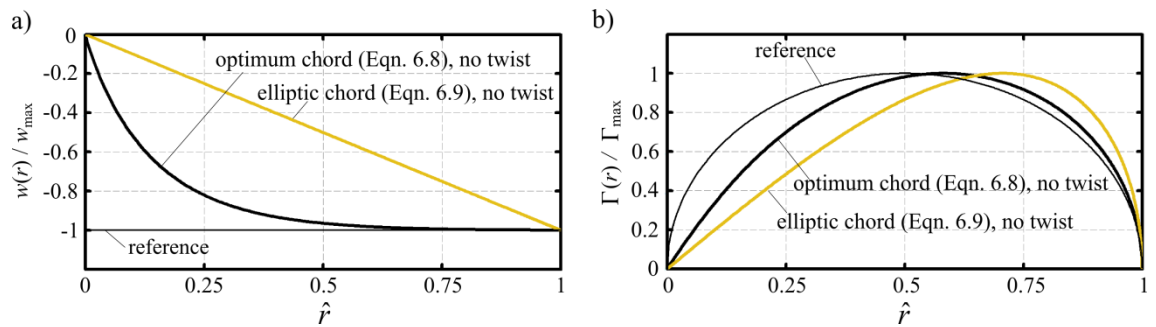 a)
0
-0.2
-0.4
-0.6
-0.8
-1
w(r) / w_max
optimum chord (Eqn. 6.8), no twist
elliptic chord (Eqn. 6.9), no twist
reference
0
0.25
0.5
0.75
1
r̂
b)
1
0.8
0.6
0.4
0.2
0
Γ(r) / Γ_max
reference
optimum chord (Eqn. 6.8), no twist
elliptic chord (Eqn. 6.9), no twist
0
0.25
0.5
0.75
1
r̂